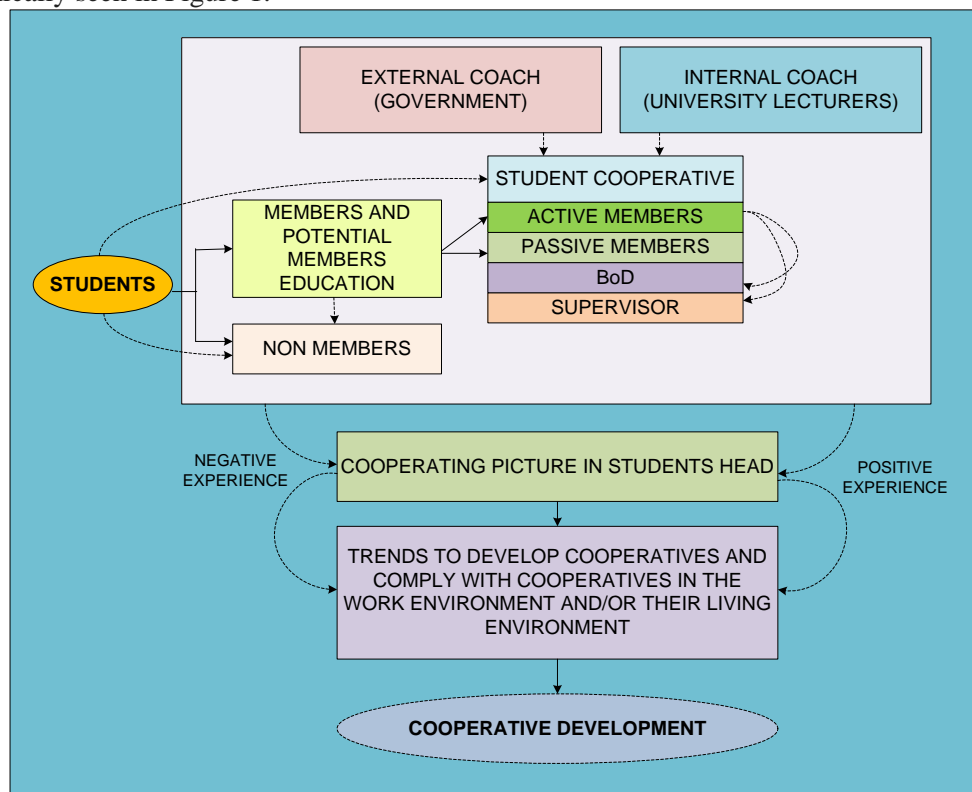 EXTERNAL COACH
(GOVERNMENT)
INTERNAL COACH
(UNIVERSITY LECTURERS)
STUDENT COOPERATIVE
ACTIVE MEMBERS
PASSIVE MEMBERS
BoD
SUPERVISOR
MEMBERS AND
POTENTIAL
MEMBERS
EDUCATION
STUDENTS
NON MEMBERS
NEGATIVE
EXPERIENCE
COOPERATING PICTURE IN STUDENTS HEAD
POSITIVE
EXPERIENCE
TRENDS TO DEVELOP COOPERATIVES AND
COMPLY WITH COOPERATIVES IN THE
WORK ENVIRONMENT AND/OR THEIR LIVING
ENVIRONMENT
COOPERATIVE DEVELOPMENT